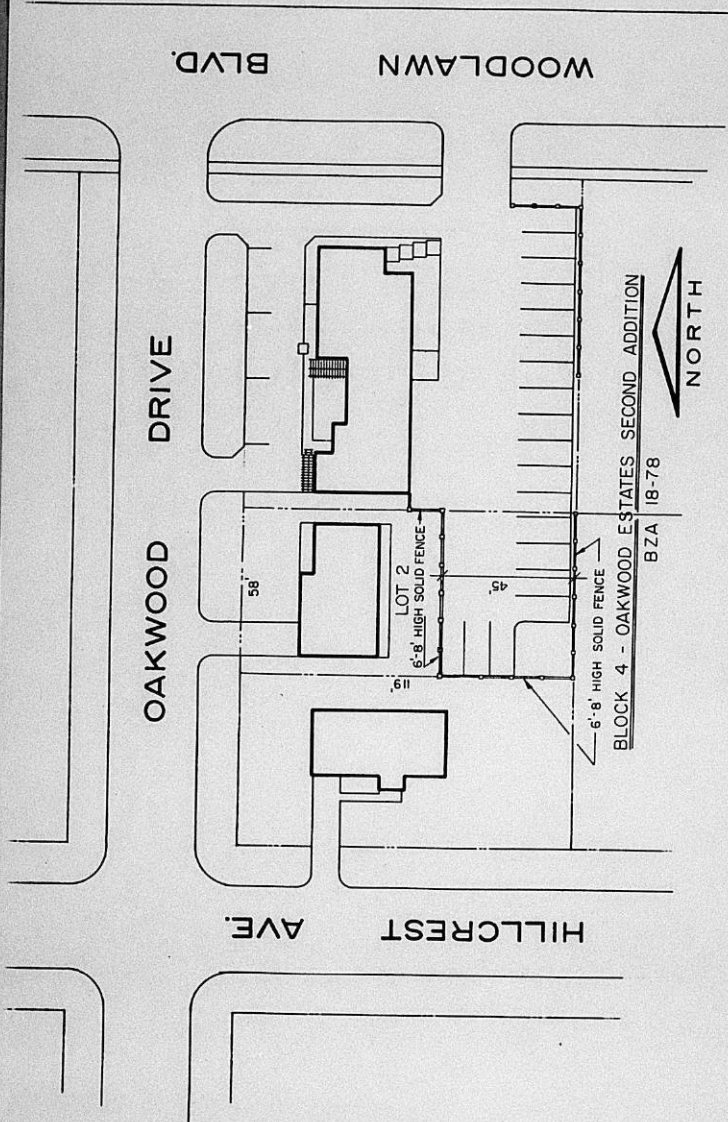 WOODLAWN BLVD.
OAKWOOD DRIVE
HILLCREST AVE.
58'
LOT 2
6'-8' HIGH SOLID FENCE
45'
119'
6'-8' HIGH SOLID FENCE
BLOCK 4 - OAKWOOD ESTATES SECOND ADDITION
BZA 18-78
NORTH